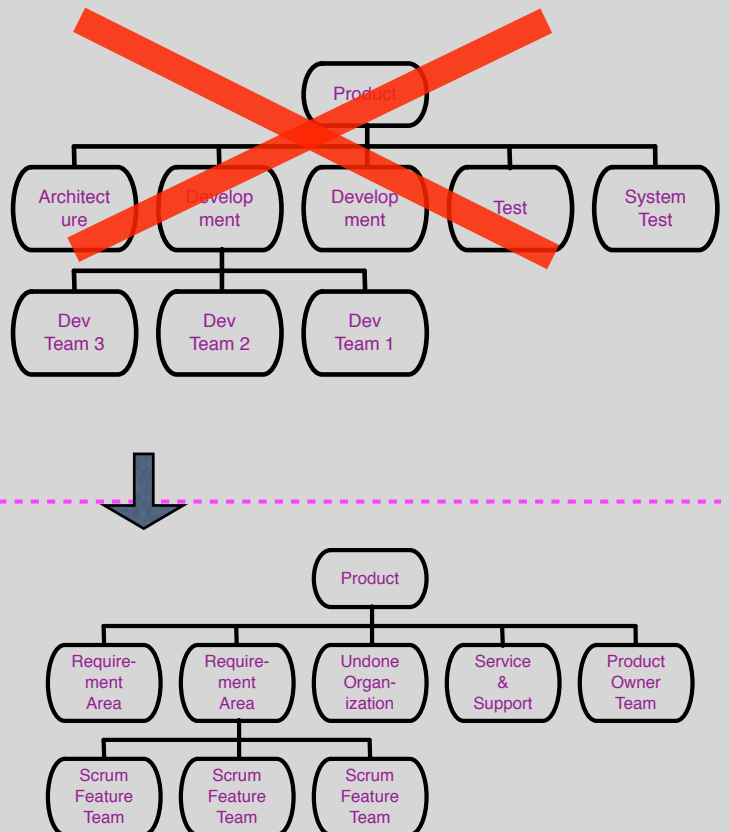 Product
Architect
ure
Develop
ment
Develop
ment
Test
System
Test
Dev
Team 3
Dev
Team 2
Dev
Team 1
Product
Require-
ment
Area
Require-
ment
Area
Undone
Organ-
ization
Service
&
Support
Product
Owner
Team
Scrum
Feature
Team
Scrum
Feature
Team
Scrum
Feature
Team